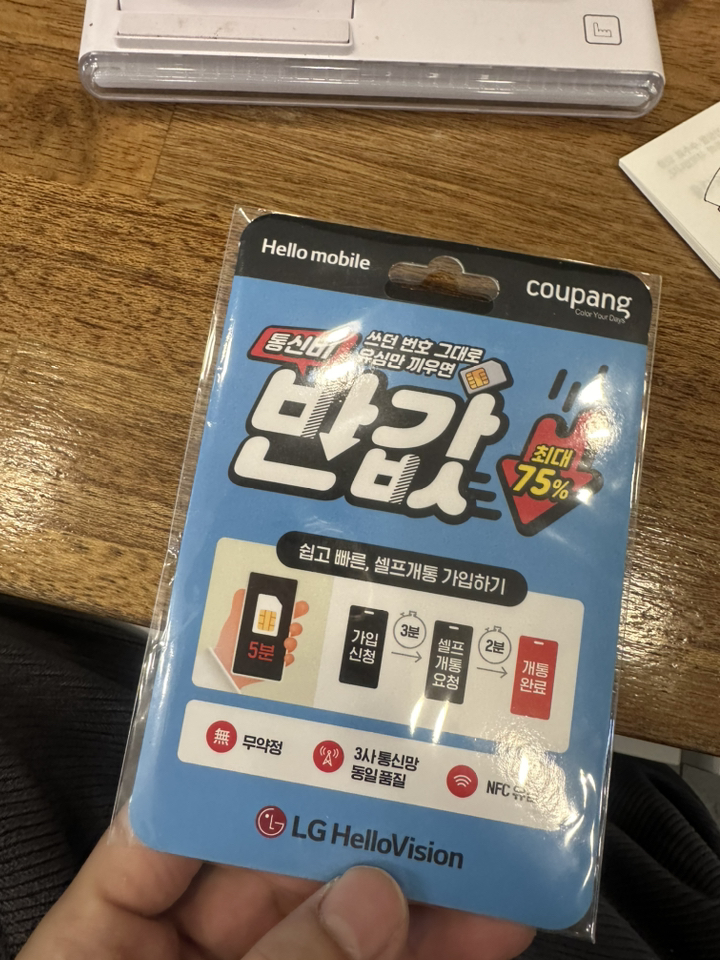 Hello mobile
coupang
Color Your Days
통신비
쓰던 번호 그대로
유심만 끼우면
반값
최대
75%
쉽고 빠른, 셀프개통 가입하기
5분
가입
신청
3분
셀프
개통
요청
2분
개통
완료
無 무약정
3사 통신망
동일 품질
NFC 유심
LG HelloVision